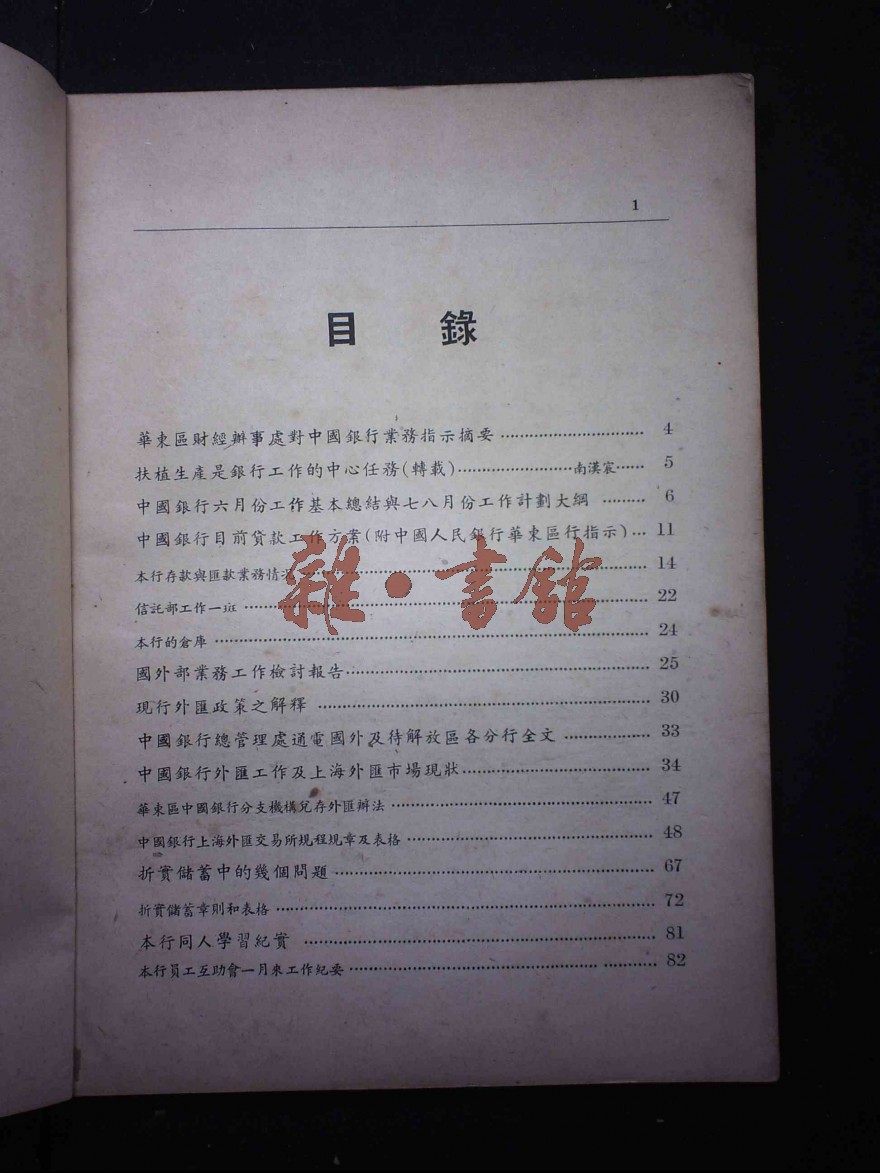 1
目 錄
華東區財經辦事處對中國銀行業務指示摘要 ································ 4
扶植生產是銀行工作的中心任務(轉載)··························南漢宸······ 5
中國銀行六月份工作基本總結與七八月份工作計劃大綱 ········· 6
中國銀行目前貸款工作方案(附中國人民銀行華東區行指示)··· 11
本行存款與匯款業務情況································ 14
信託部工作一斑································ 22
本行的倉庫································ 24
國外部業務工作檢討報告································ 25
現行外匯政策之解釋································ 30
中國銀行總管理處通電國外及待解放區各分行全文 ··················· 33
中國銀行外匯工作及上海外匯市場現狀································ 34
華東區中國銀行分支機構兌存外匯辦法································ 47
中國銀行上海外匯交易所規程規章及表格································ 48
折實儲蓄中的幾個問題································ 67
折實儲蓄章則和表格································ 72
本行同人學習紀實································ 81
本行員工互助會一月來工作紀要································ 82
雜·書館